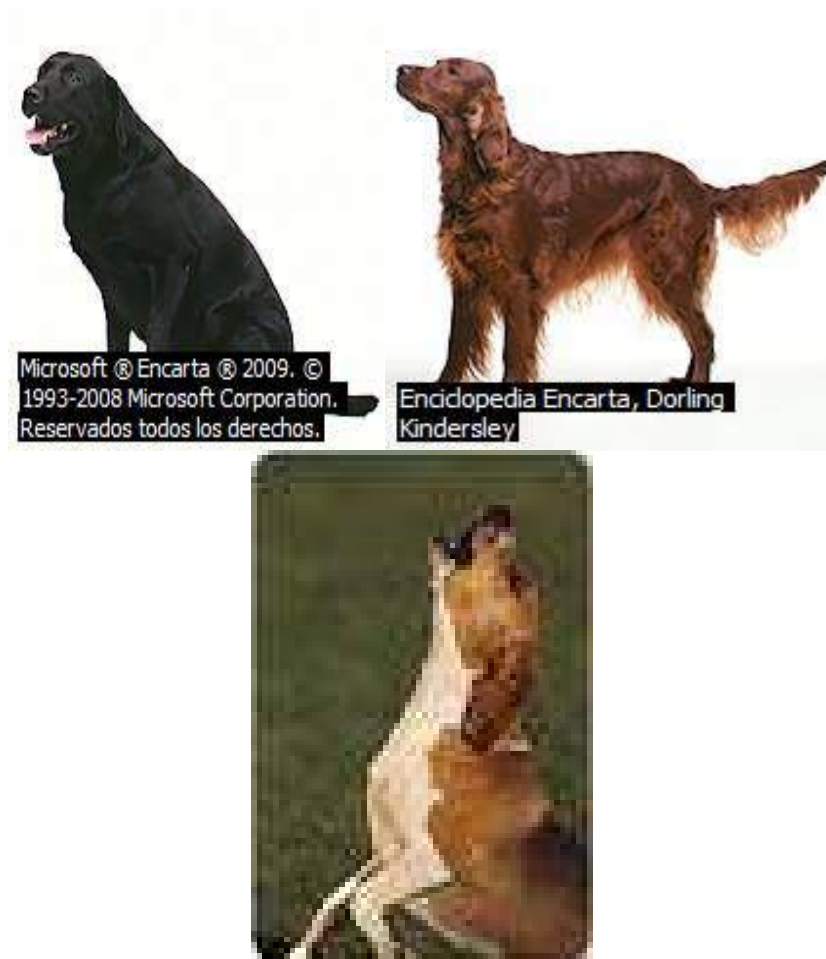 Microsoft ® Encarta ® 2009. ©
1993-2008 Microsoft Corporation.
Reservados todos los derechos.
Enciclopedia Encarta, Dorling
Kindersley